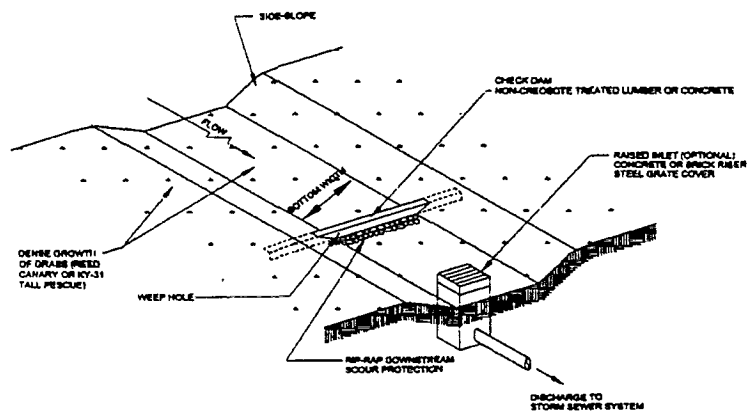 SIDE-SLOPE
CHECK DAM
NON-CREOSOTE TREATED LUMBER OR CONCRETE
FLOW
RAISED INLET (OPTIONAL)
CONCRETE OR BRICK RISER
STEEL GRATE COVER
BOTTOM WIDTH
DENSE GROWTH
OF GRASS (REED
CANARY OR KY-31
TALL FESCUE)
WEEP HOLE
RIP-RAP DOWNSTREAM
SCOUR PROTECTION
DISCHARGE TO
STORM SEWER SYSTEM